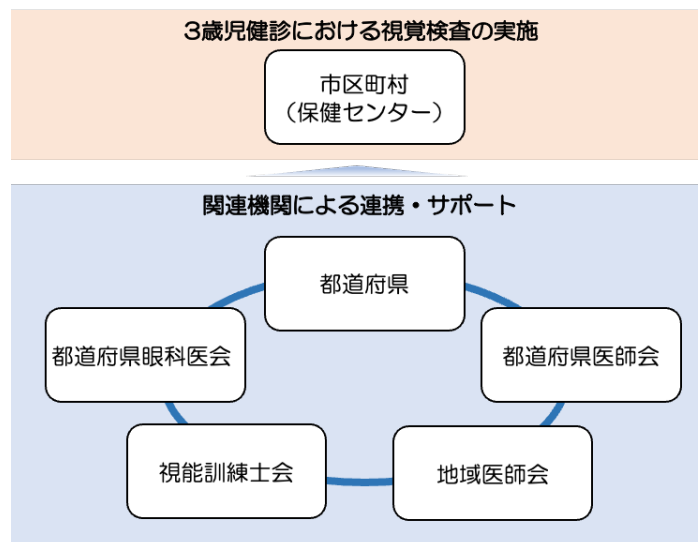 3歳児健診における視覚検査の実施
市区町村
（保健センター）
関連機関による連携・サポート
都道府県
都道府県眼科医会
都道府県医師会
視能訓練士会
地域医師会